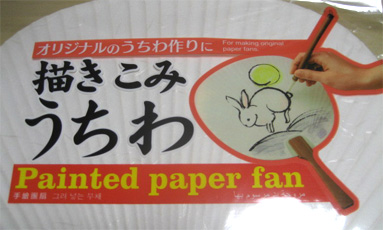 オリジナルのうちわ作りに
For making original
paper fans.
描きこみ
うちわ
Painted paper fan